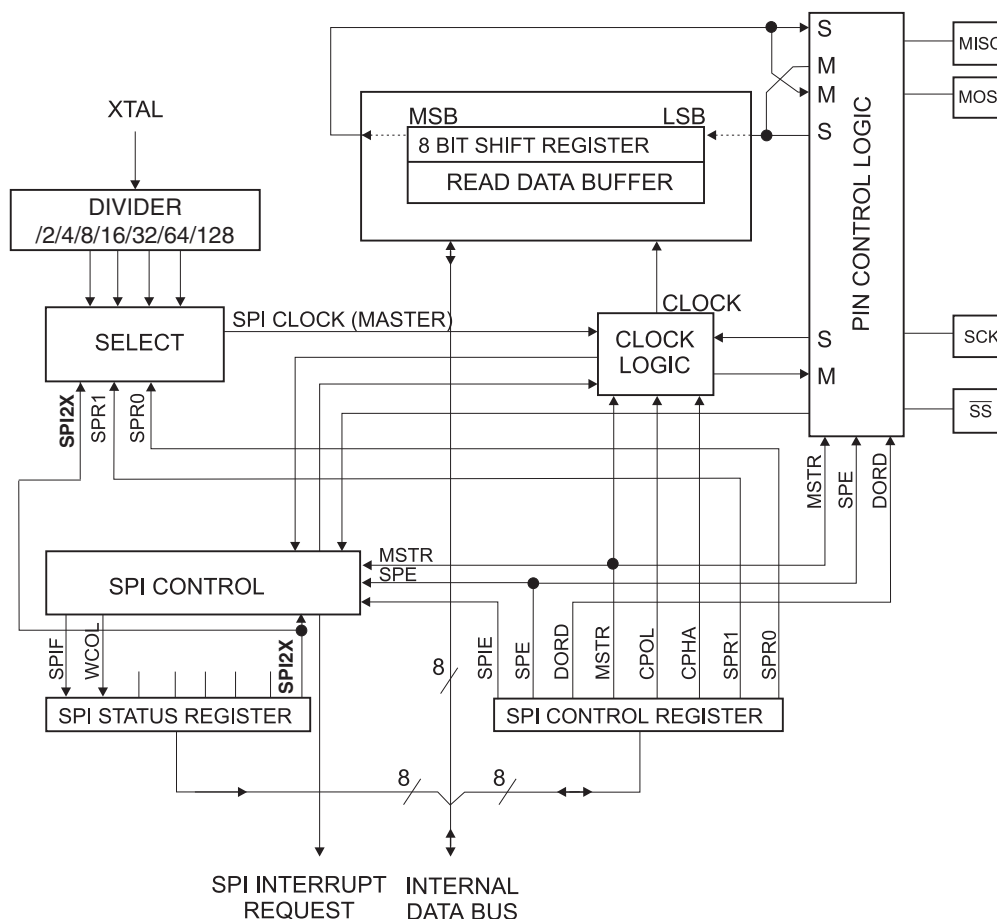 S
MISO
M
M
MOSI
XTAL
MSB
LSB
S
8 BIT SHIFT REGISTER
READ DATA BUFFER
DIVIDER
/2/4/8/16/32/64/128
PIN CONTROL LOGIC
SPI CLOCK (MASTER)
CLOCK
SELECT
CLOCK
LOGIC
S
SCK
M
SPI2X
SPR1
SPR0
SS
MSTR
SPE
DORD
MSTR
SPE
SPI CONTROL
SPIF
WCOL
SPI2X
8
SPIE
SPE
DORD
MSTR
CPOL
CPHA
SPR1
SPR0
SPI STATUS REGISTER
SPI CONTROL REGISTER
8
8
SPI INTERRUPT
REQUEST
INTERNAL
DATA BUS